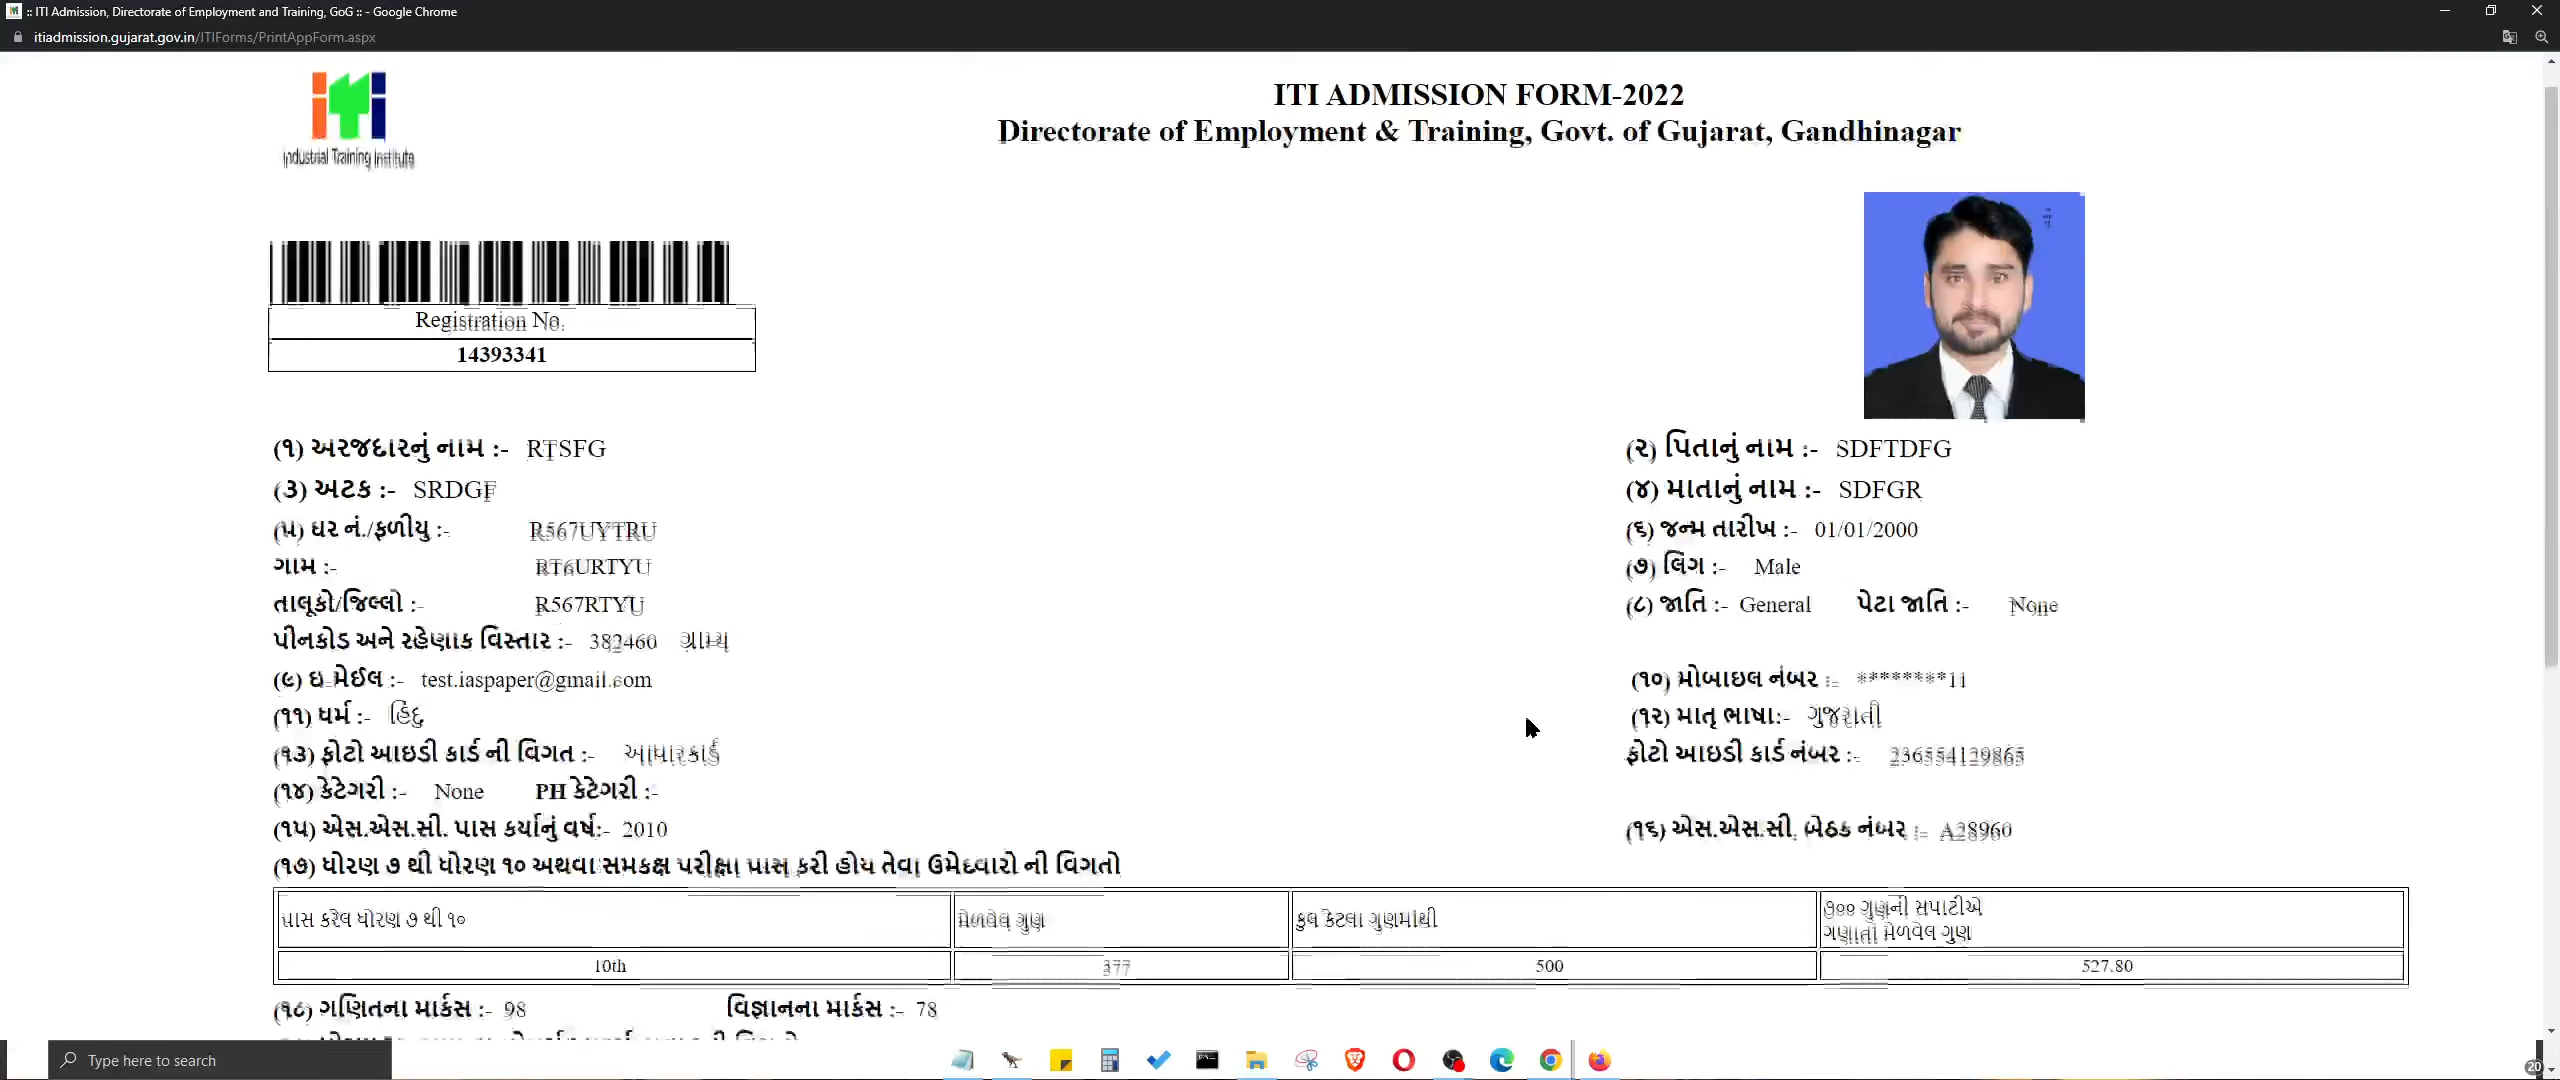 :: ITI Admission, Directorate of Employment and Training, GoG :: - Google Chrome
itiadmission.gujarat.gov.in/ITIForms/PrintAppForm.aspx
Industrial Training Institute
ITI ADMISSION FORM-2022
Directorate of Employment & Training, Govt. of Gujarat, Gandhinagar
Registration No.
14393341
(૧) અરજદારનું નામ :- RTSFG (૨) પિતાનું નામ :- SDFTDFG
(૩) અટક :- SRDGF (૪) માતાનું નામ :- SDFGR
(૫) ઘર નં./ફળીયુ :- R567UYTRU (૬) જન્મ તારીખ :- 01/01/2000
ગામ :- RT6URTYU (૭) લિંગ :- Male
તાલૂકો/જિલ્લો :- R567RTYU (૮) જાતિ :- General પેટા જાતિ :- None
પીનકોડ અને રહેણાક વિસ્તાર :- 382460 ગ્રામ્ય
(૯) ઇ મેઈલ :- test.iaspaper@gmail.com (૧૦) મોબાઇલ નંબર :- ********11
(૧૧) ધર્મ :- હિંદુ (૧૨) માતૃ ભાષા:- ગુજરાતી
(૧૩) ફોટો આઇડી કાર્ડ ની વિગત :- આધારકાર્ડ ફોટો આઇડી કાર્ડ નંબર :- 236554129865
(૧૪) કેટેગરી :- None PH કેટેગરી :-
(૧૫) એસ.એસ.સી. પાસ કર્યાનું વર્ષ:- 2010 (૧૬) એસ.એસ.સી. બેઠક નંબર :- A28960
(૧૭) ધોરણ ૭ થી ધોરણ ૧૦ અથવા સમકક્ષ પરીક્ષા પાસ કરી હોય તેવા ઉમેદવારો ની વિગતો
પાસ કરેલ ધોરણ ૭ થી ૧૦ મેળવેલ ગુણ કુલ કેટલા ગુણમાંથી ૭૦૦ ગુણની સપાટીએ
ગણાતા મેળવેલ ગુણ
10th 377 500 527.80
(૧૮) ગણિતના માર્કસ :- 98 વિજ્ઞાનના માર્કસ :- 78
Type here to search
20